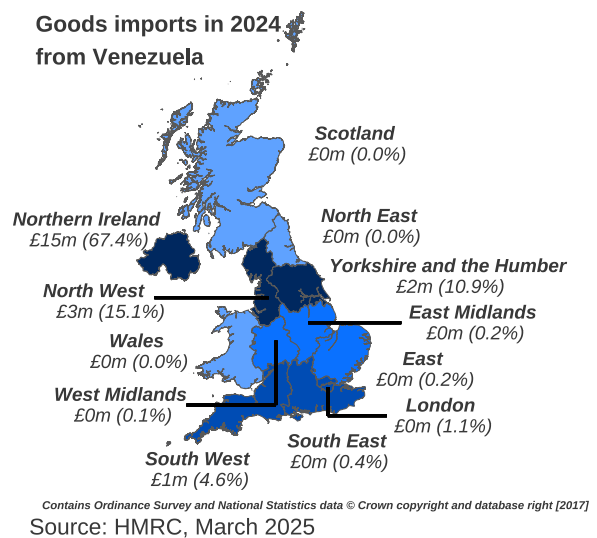 Goods imports in 2024
from Venezuela
Scotland
£0m (0.0%)
Northern Ireland
£15m (67.4%)
North East
£0m (0.0%)
Yorkshire and the Humber
£2m (10.9%)
North West
£3m (15.1%)
East Midlands
£0m (0.2%)
Wales
£0m (0.0%)
East
£0m (0.2%)
West Midlands
£0m (0.1%)
London
£0m (1.1%)
South East
£0m (0.4%)
South West
£1m (4.6%)
Contains Ordinance Survey and National Statistics data © Crown copyright and database right [2017]
Source: HMRC, March 2025